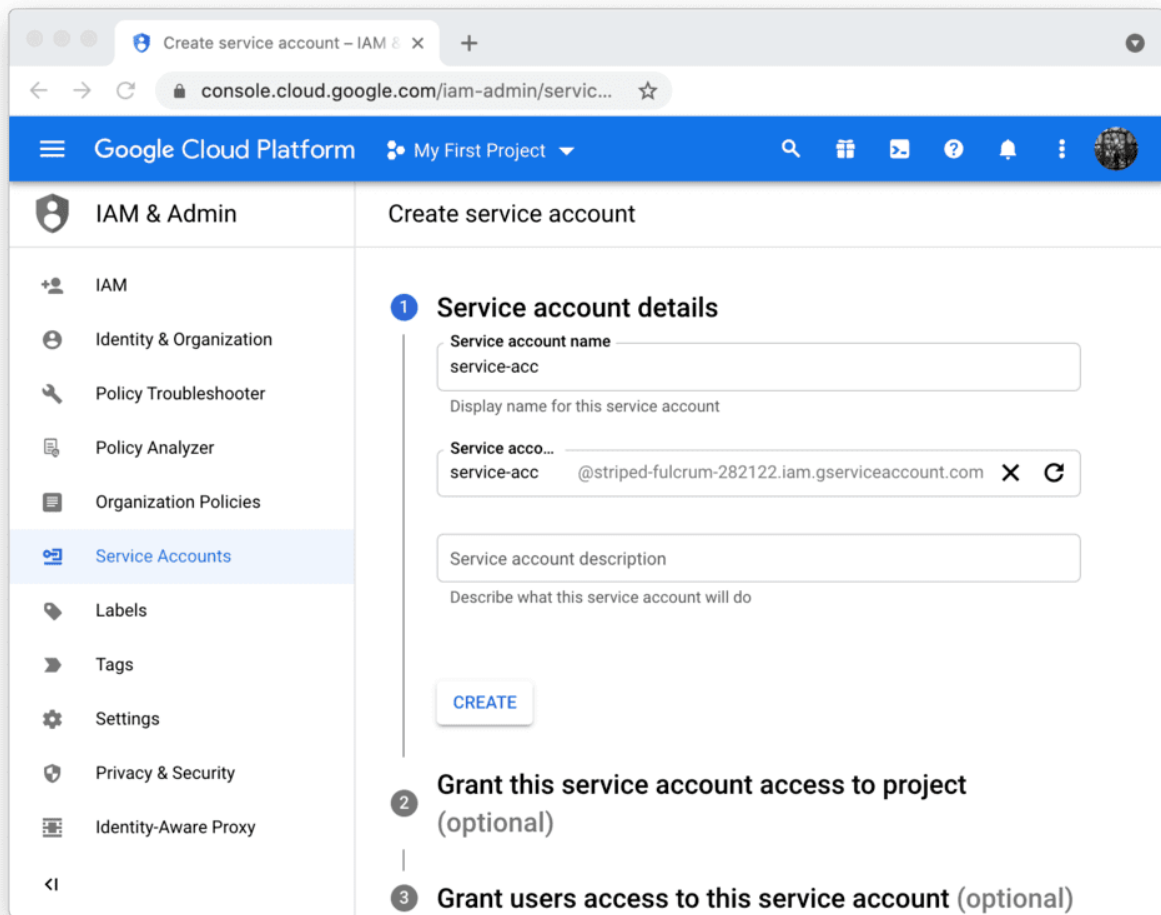 Create service account – IAM &
console.cloud.google.com/iam-admin/servic...
Google Cloud Platform
My First Project
IAM & Admin
Create service account
IAM
Identity & Organization
Policy Troubleshooter
Policy Analyzer
Organization Policies
Service Accounts
Labels
Tags
Settings
Privacy & Security
Identity-Aware Proxy
1 Service account details
Service account name
service-acc
Display name for this service account
Service acco...
service-acc @striped-fulcrum-282122.iam.gserviceaccount.com
Service account description
Describe what this service account will do
CREATE
2 Grant this service account access to project
(optional)
3 Grant users access to this service account (optional)